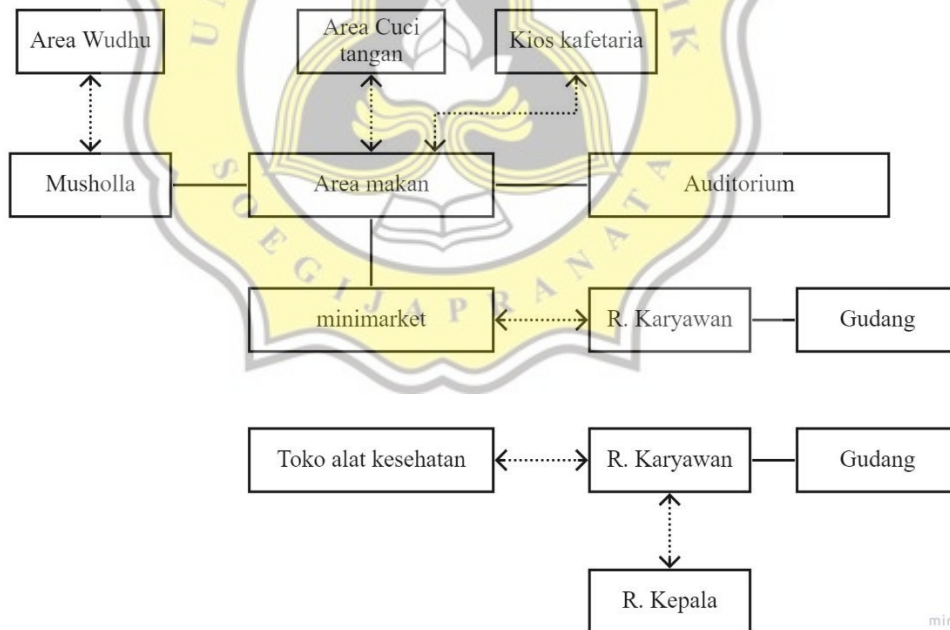 Area Wudhu
Area Cuci
tangan
Kios kafetaria
Musholla
Area makan
Auditorium
minimarket
R. Karyawan
Gudang
Toko alat kesehatan
R. Karyawan
Gudang
R. Kepala
SOEGIJAPRANATA